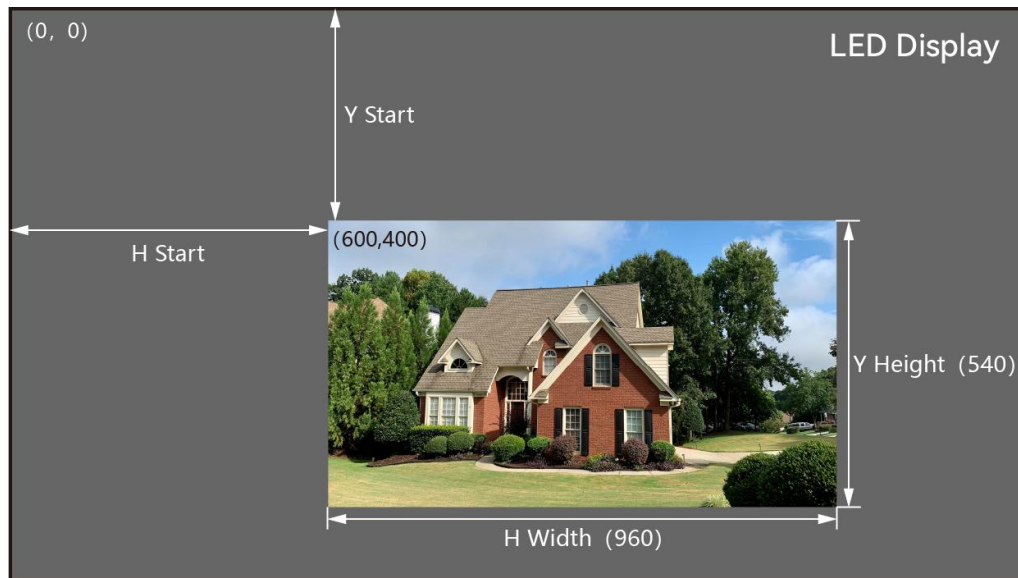 (0, 0)
LED Display
Y Start
H Start
(600,400)
Y Height (540)
H Width (960)